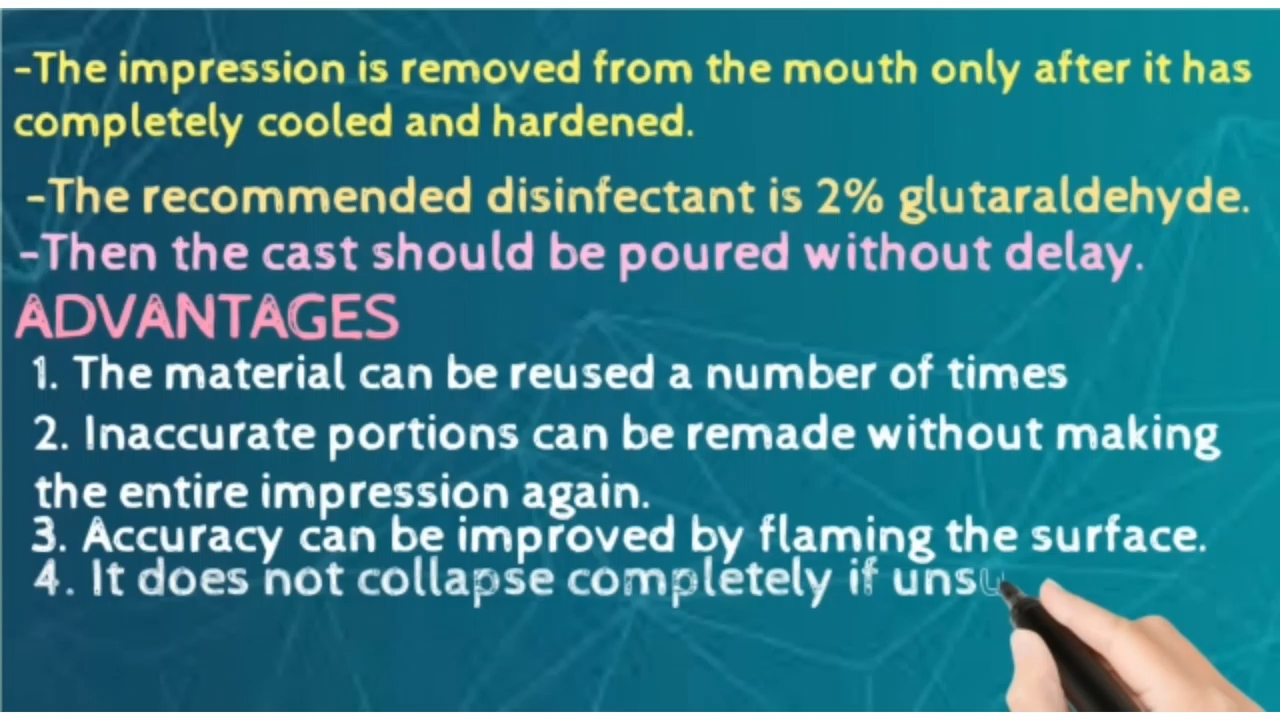 -The impression is removed from the mouth only after it has
completely cooled and hardened.
-The recommended disinfectant is 2% glutaraldehyde.
-Then the cast should be poured without delay.
ADVANTAGES
1. The material can be reused a number of times
2. Inaccurate portions can be remade without making
the entire impression again.
3. Accuracy can be improved by flaming the surface.
4. It does not collapse completely if unsu